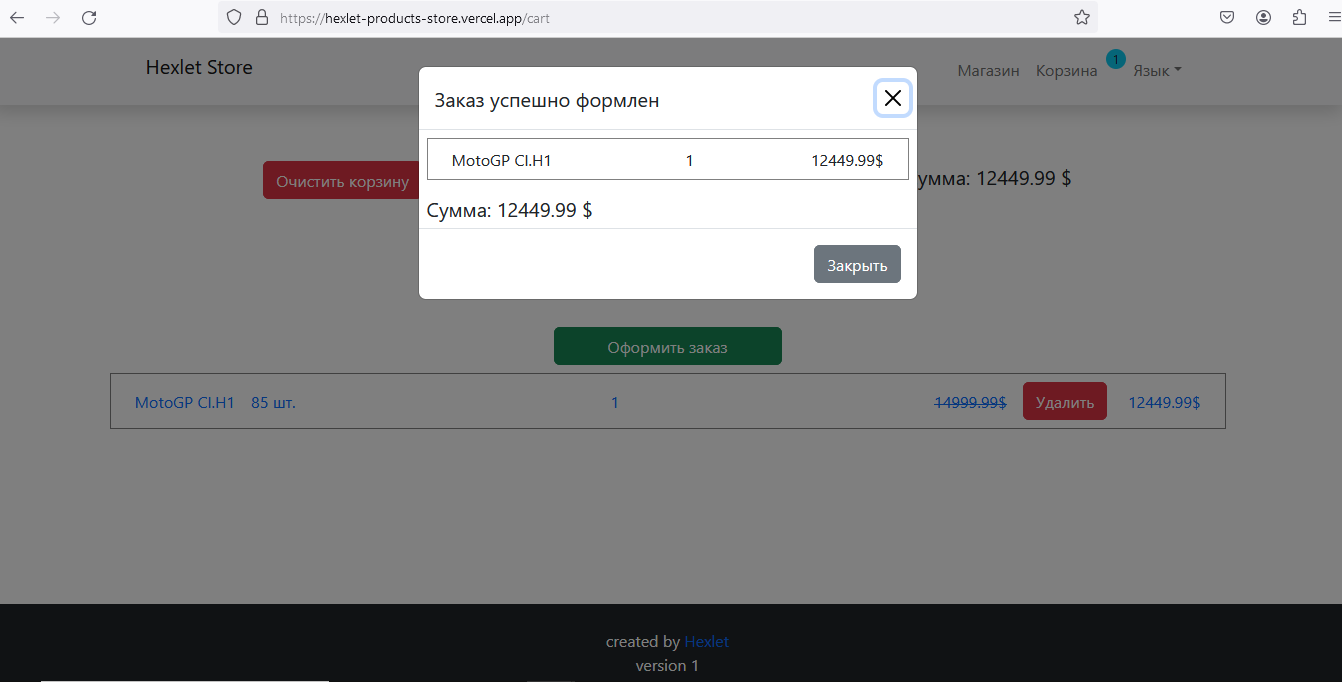 https://hexlet-products-store.vercel.app/cart
Hexlet Store
Магазин Корзина 1 Язык
Заказ успешно формлен
MotoGP CI.H1 1 12449.99$
Сумма: 12449.99 $
Закрыть
Очистить корзину
умма: 12449.99 $
Оформить заказ
MotoGP CI.H1 85 шт. 1 14999.99$ Удалить 12449.99$
created by Hexlet
version 1